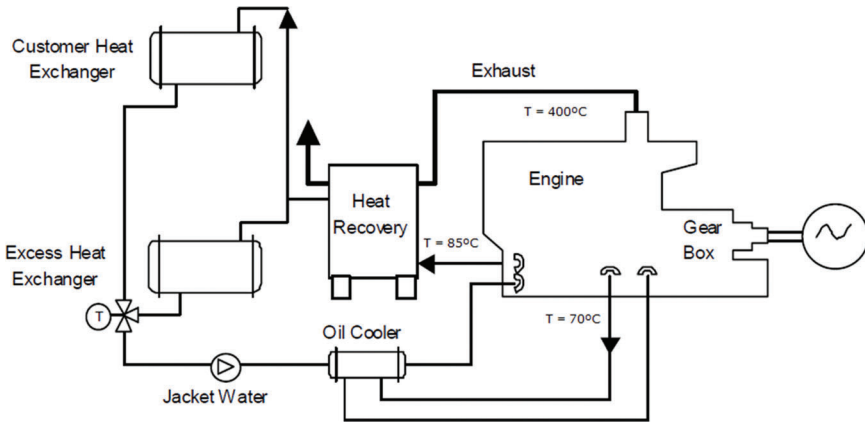 Customer Heat
Exchanger
Exhaust
T = 400ºC
Engine
Heat
Recovery
Gear
Box
T = 85ºC
Excess Heat
Exchanger
T
T = 70ºC
Oil Cooler
Jacket Water